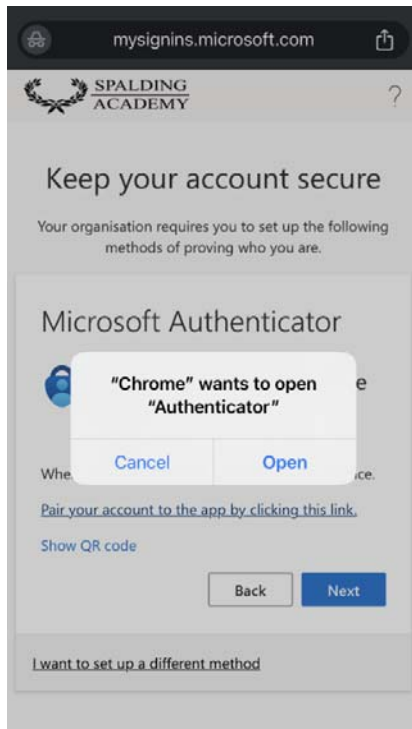 mysignins.microsoft.com
SPALDING
ACADEMY
?
Keep your account secure
Your organisation requires you to set up the following
methods of proving who you are.
Microsoft Authenticator
"Chrome" wants to open
"Authenticator"
Cancel
Open
Pair your account to the app by clicking this link.
Show QR code
Back
Next
I want to set up a different method